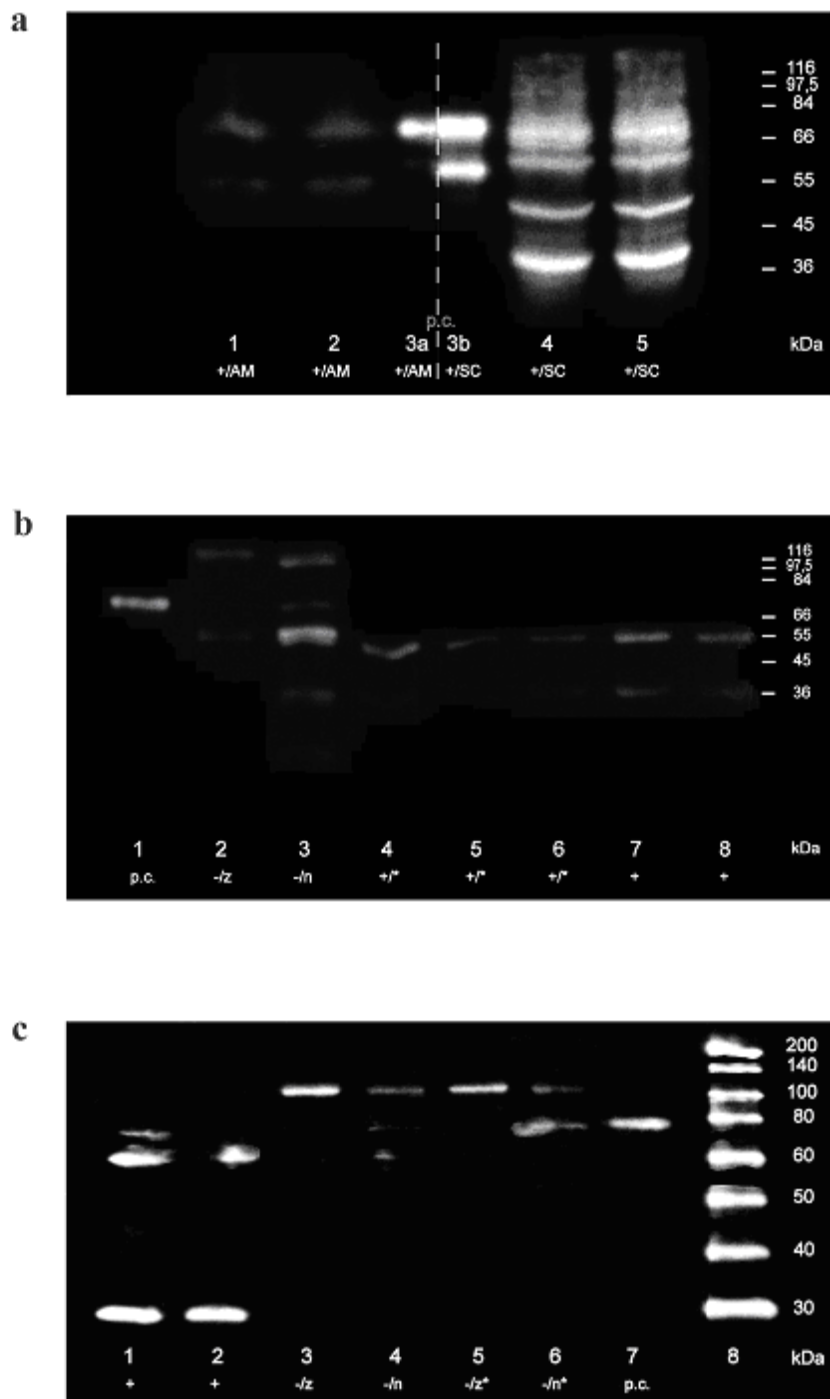 a
116
97,5
84
66
55
45
36
p.c.
1 2 3a 3b 4 5 kDa
+/AM +/AM +/AM +/SC +/SC +/SC
b
116
97,5
84
66
55
45
36
1 2 3 4 5 6 7 8 kDa
p.c. -/z -/n +/* +/* +/* + +
c
200
140
100
80
60
50
40
30
1 2 3 4 5 6 7 8 kDa
+ + -/z -/n -/z* -/n* p.c.